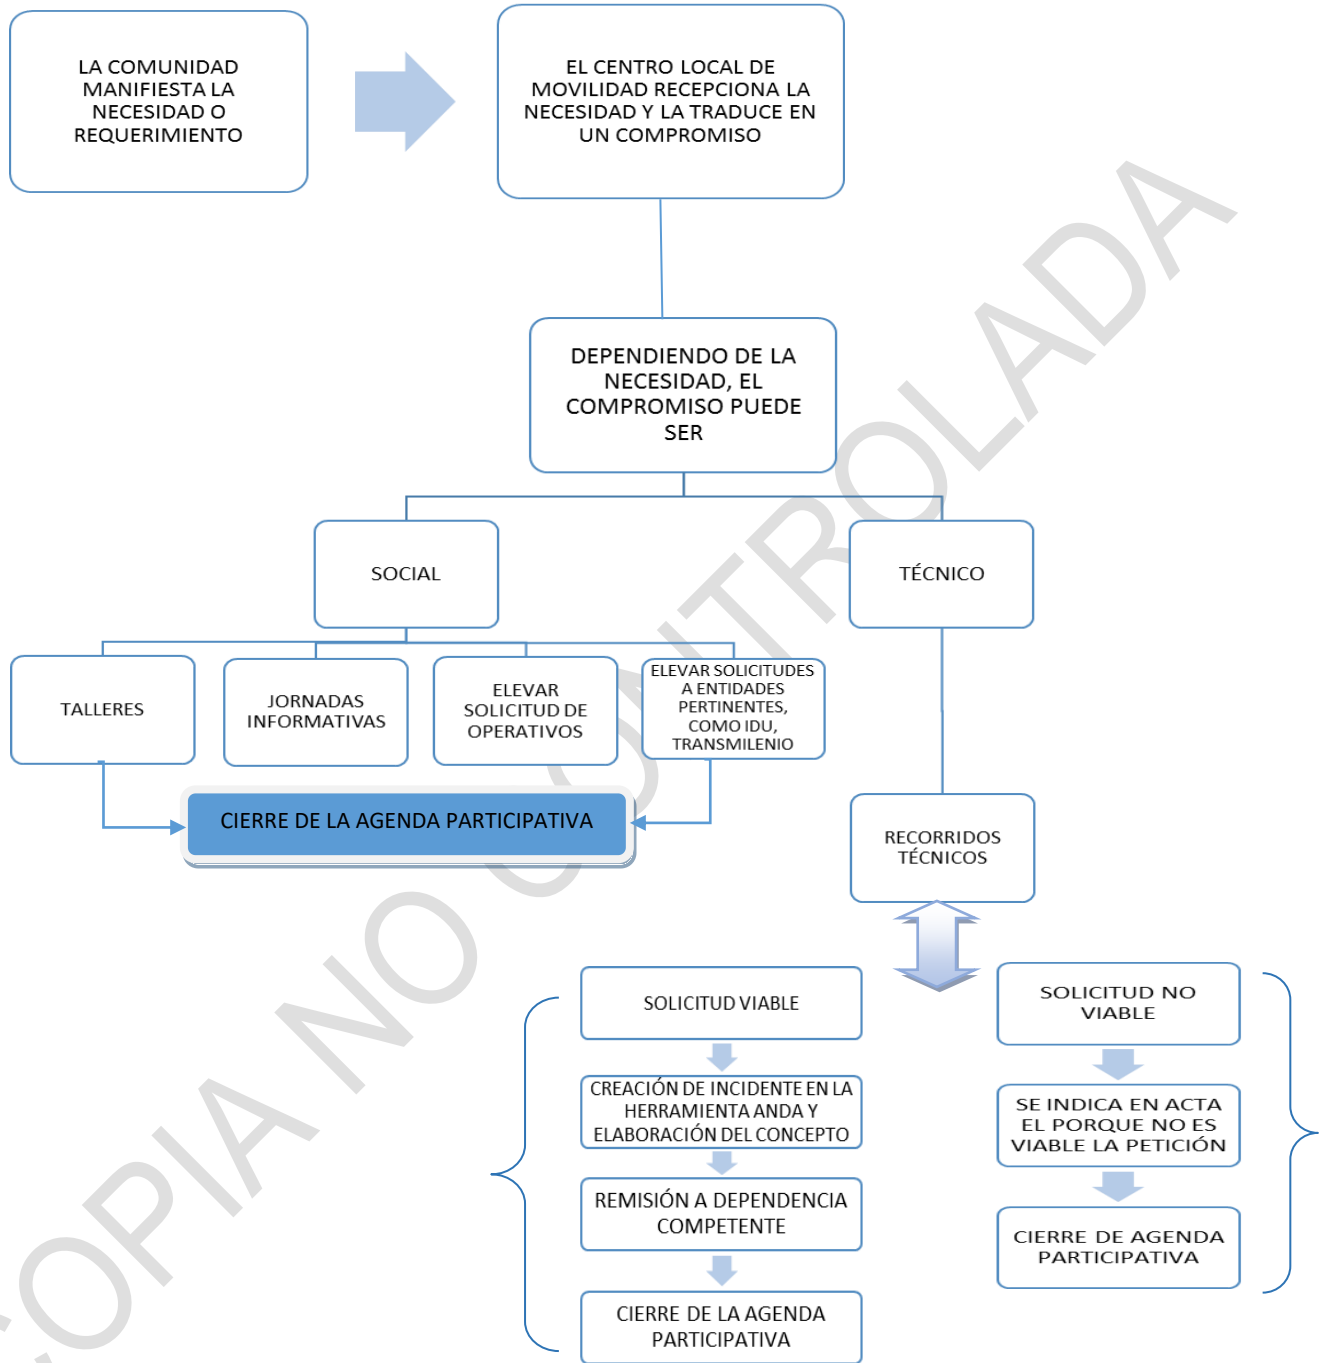 LA COMUNIDAD
MANIFIESTA LA
NECESIDAD O
REQUERIMIENTO
EL CENTRO LOCAL DE
MOVILIDAD RECEPCIONA LA
NECESIDAD Y LA TRADUCE EN
UN COMPROMISO
DEPENDIENDO DE LA
NECESIDAD, EL
COMPROMISO PUEDE
SER
SOCIAL
TÉCNICO
TALLERES
JORNADAS
INFORMATIVAS
ELEVAR
SOLICITUD DE
OPERATIVOS
ELEVAR SOLICITUDES
A ENTIDADES
PERTINENTES,
COMO IDU,
TRANSMILENIO
CIERRE DE LA AGENDA PARTICIPATIVA
RECORRIDOS
TÉCNICOS
SOLICITUD VIABLE
CREACIÓN DE INCIDENTE EN LA
HERRAMIENTA ANDA Y
ELABORACIÓN DEL CONCEPTO
REMISIÓN A DEPENDENCIA
COMPETENTE
CIERRE DE LA AGENDA
PARTICIPATIVA
SOLICITUD NO
VIABLE
SE INDICA EN ACTA
EL PORQUE NO ES
VIABLE LA PETICIÓN
CIERRE DE AGENDA
PARTICIPATIVA
COPIA NO CONTROLADA